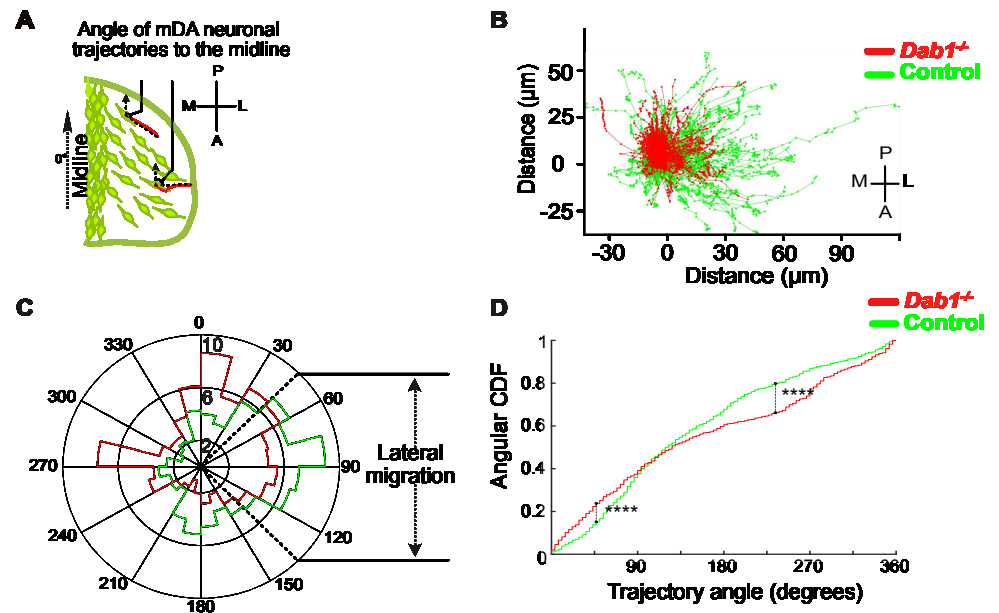 A
Angle of mDA neuronal
trajectories to the midline
P
M
L
A
Midline
0°
B
Dab1-/-
Control
Distance (µm)
50
25
0
-25
-30
0
30
60
90
Distance (µm)
P
M
L
A
C
0
30
60
90
120
150
180
210
240
270
300
330
10
6
2
Lateral
migration
D
Dab1-/-
Control
Angular CDF
1
0.8
0.6
0.4
0.2
0
****
****
90
180
270
360
Trajectory angle (degrees)